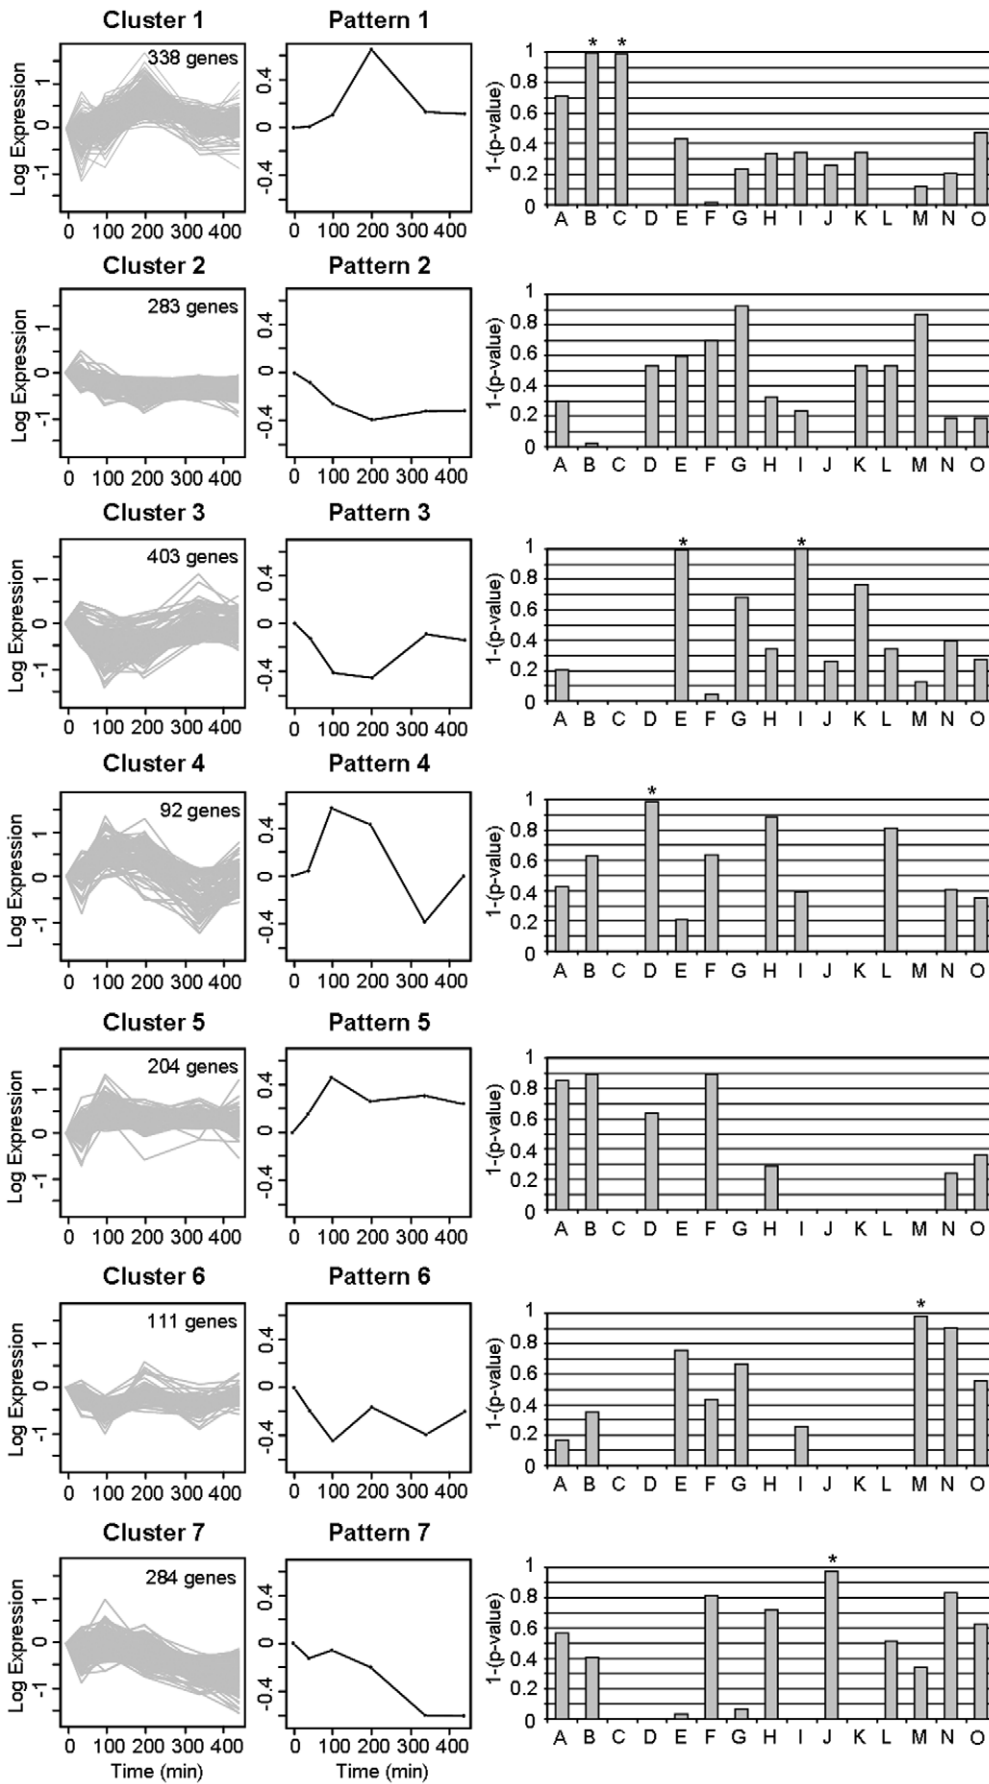 Cluster 1
Pattern 1
338 genes
Log Expression
1
0
-1
0 100 200 300 400
0.4
0
-0.4
0 100 200 300 400
* *
1-(p-value)
1
0.8
0.6
0.4
0.2
0
A B C D E F G H I J K L M N O
Cluster 2
Pattern 2
283 genes
Log Expression
1
0
-1
0 100 200 300 400
0.4
0
-0.4
0 100 200 300 400
1-(p-value)
1
0.8
0.6
0.4
0.2
0
A B C D E F G H I J K L M N O
Cluster 3
Pattern 3
403 genes
Log Expression
1
0
-1
0 100 200 300 400
0.4
0
-0.4
0 100 200 300 400
* *
1-(p-value)
1
0.8
0.6
0.4
0.2
0
A B C D E F G H I J K L M N O
Cluster 4
Pattern 4
92 genes
Log Expression
1
0
-1
0 100 200 300 400
0.4
0
-0.4
0 100 200 300 400
*
1-(p-value)
1
0.8
0.6
0.4
0.2
0
A B C D E F G H I J K L M N O
Cluster 5
Pattern 5
204 genes
Log Expression
1
0
-1
0 100 200 300 400
0.4
0
-0.4
0 100 200 300 400
1-(p-value)
1
0.8
0.6
0.4
0.2
0
A B C D E F G H I J K L M N O
Cluster 6
Pattern 6
111 genes
Log Expression
1
0
-1
0 100 200 300 400
0.4
0
-0.4
0 100 200 300 400
*
1-(p-value)
1
0.8
0.6
0.4
0.2
0
A B C D E F G H I J K L M N O
Cluster 7
Pattern 7
284 genes
Log Expression
1
0
-1
0 100 200 300 400
Time (min)
0.4
0
-0.4
0 100 200 300 400
Time (min)
*
1-(p-value)
1
0.8
0.6
0.4
0.2
0
A B C D E F G H I J K L M N O